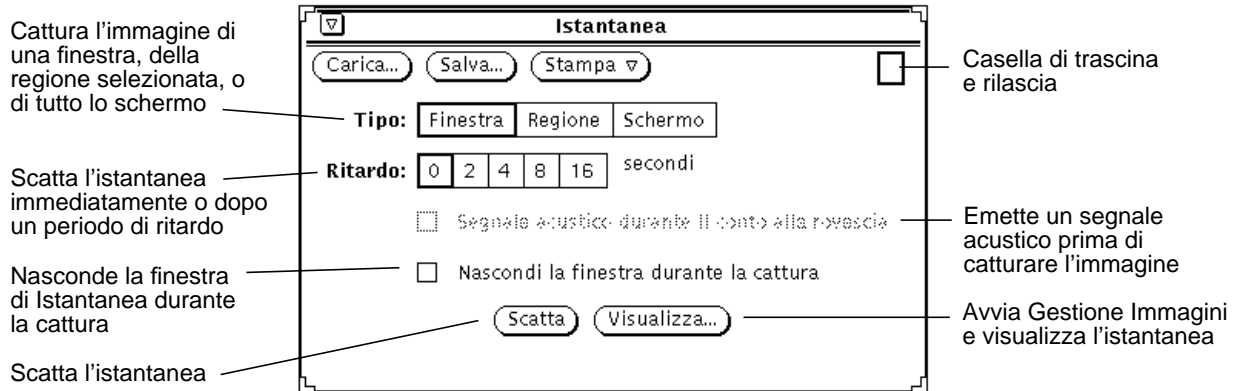 Cattura l'immagine di
una finestra, della
regione selezionata, o
di tutto lo schermo
Scatta l'istantanea
immediatamente o dopo
un periodo di ritardo
Nasconde la finestra
di Istantanea durante
la cattura
Scatta l'istantanea
Istantanea
Carica... Salva... Stampa
Tipo: Finestra Regione Schermo
Ritardo: 0 2 4 8 16 secondi
Segnale acustico durante il conto alla rovescia
Nascondi la finestra durante la cattura
Scatta Visualizza...
Casella di trascina
e rilascia
Emette un segnale
acustico prima di
catturare l'immagine
Avvia Gestione Immagini
e visualizza l'istantanea